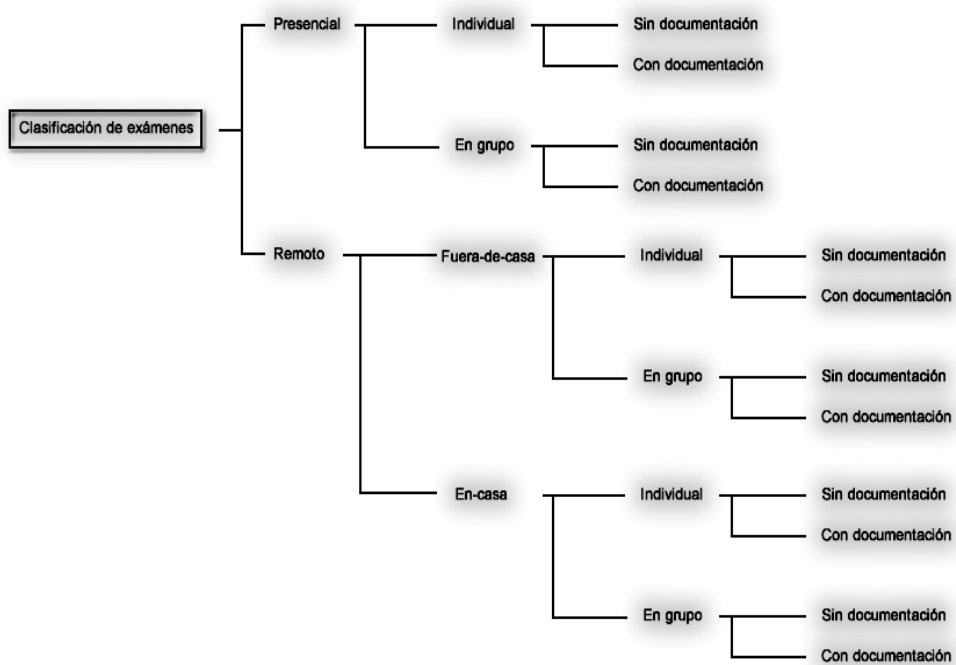 Presencial Individual Sin documentación
Con documentación
Clasificación de exámenes
En grupo Sin documentación
Con documentación
Remoto Fuera-de-casa Individual Sin documentación
Con documentación
En grupo Sin documentación
Con documentación
En-casa Individual Sin documentación
Con documentación
En grupo Sin documentación
Con documentación